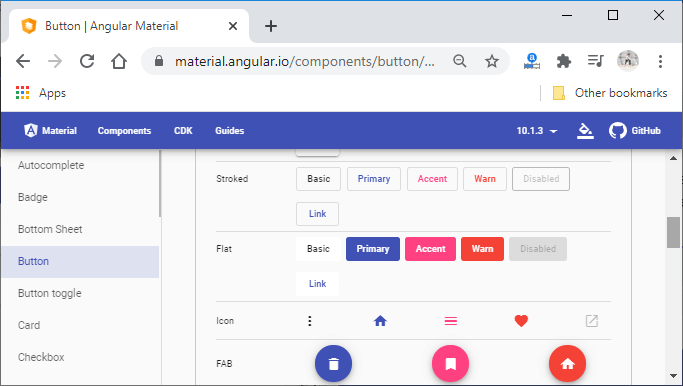 Button | Angular Material
material.angular.io/components/button/...
Apps
Other bookmarks
Material Components CDK Guides 10.1.3 GitHub
Autocomplete
Badge
Bottom Sheet
Button
Button toggle
Card
Checkbox
Stroked Basic Primary Accent Warn Disabled
Link
Flat Basic Primary Accent Warn Disabled
Link
Icon
FAB